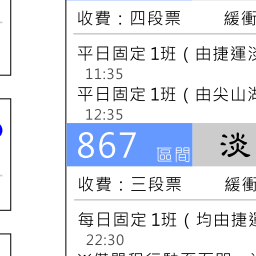 收費：四段票 緩衝
平日固定1班（由捷運淡
11:35
平日固定1班（由尖山湖
12:35
867 區間 淡
收費：三段票 緩衝
每日固定1班（均由捷運
22:30